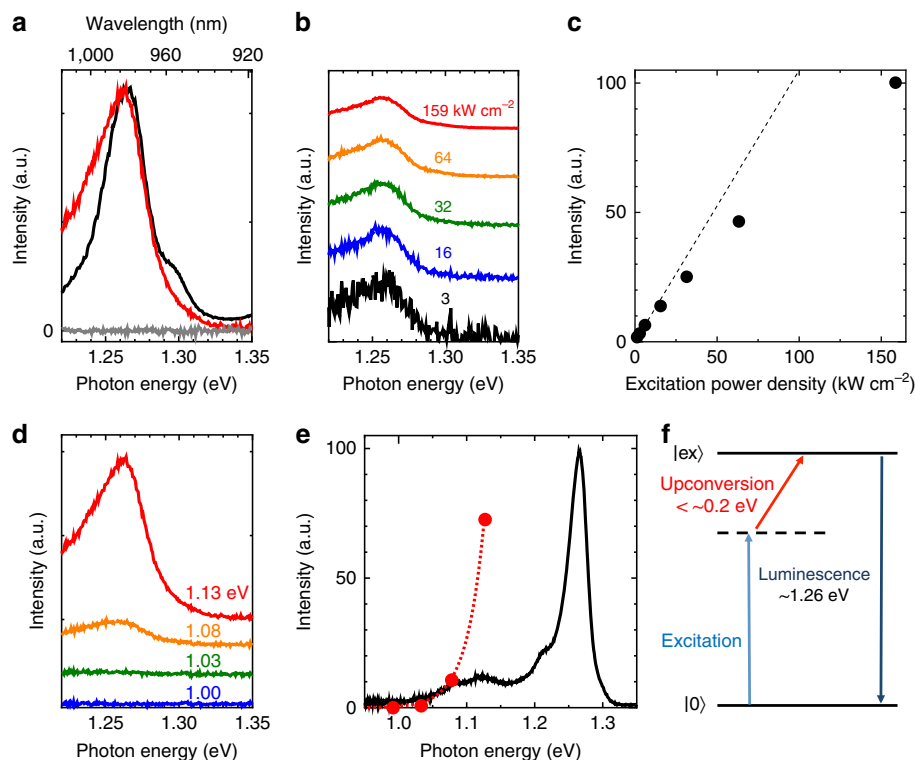 a
Wavelength (nm)
1,000 960 920
Intensity (a.u.)
0
1.25 1.30 1.35
Photon energy (eV)
b
159 kW cm−2
64
32
16
3
Intensity (a.u.)
1.25 1.30 1.35
Photon energy (eV)
c
100
50
0
Intensity (a.u.)
0 50 100 150
Excitation power density (kW cm−2)
d
Intensity (a.u.)
1.13 eV
1.08
1.03
1.00
1.25 1.30 1.35
Photon energy (eV)
e
100
50
0
Intensity (a.u.)
1.0 1.1 1.2 1.3
Photon energy (eV)
f
|ex⟩
Upconversion
< ~0.2 eV
Luminescence
~1.26 eV
Excitation
|0⟩